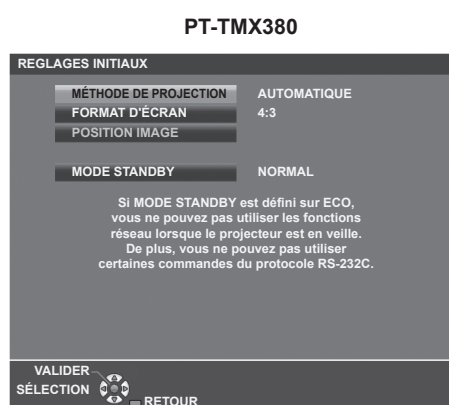 PT-TMX380
REGLAGES INITIAUX
MÉTHODE DE PROJECTION AUTOMATIQUE
FORMAT D'ÉCRAN 4:3
POSITION IMAGE
MODE STANDBY NORMAL
Si MODE STANDBY est défini sur ECO,
vous ne pouvez pas utiliser les fonctions
réseau lorsque le projecteur est en veille.
De plus, vous ne pouvez pas utiliser
certaines commandes du protocole RS-232C.
VALIDER
SÉLECTION
RETOUR